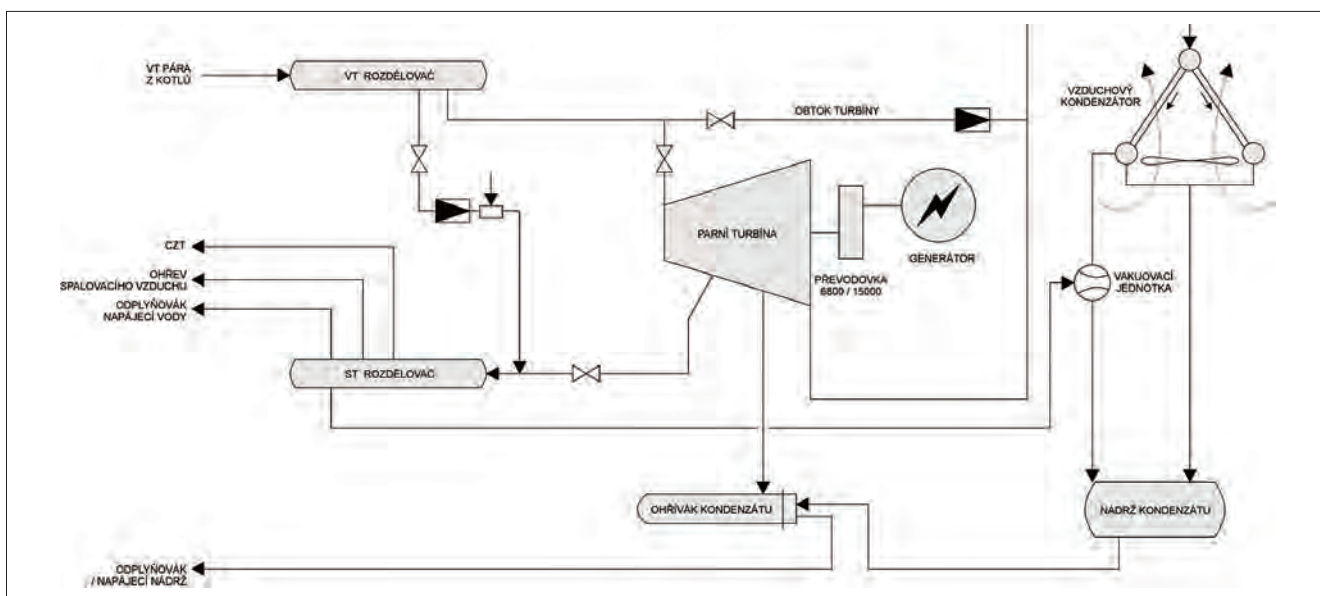 VT PÁRA
Z KOTLŮ
VT ROZDĚLOVAČ
OBTOK TURBÍNY
VZDUCHOVÝ
KONDENZÁTOR
PARNÍ TURBÍNA
GENERÁTOR
PŘEVODOVKA
6800 / 15000
CZT
OHŘEV
SPALOVACÍHO VZDUCHU
ODPLYŇOVÁK
NAPÁJECÍ VODY
VAKUOVACÍ
JEDNOTKA
ST ROZDĚLOVAČ
OHŘÍVÁK KONDENZÁTU
NÁDRŽ KONDENZÁTU
ODPLYŇOVÁK
/ NAPÁJECÍ NÁDRŽ